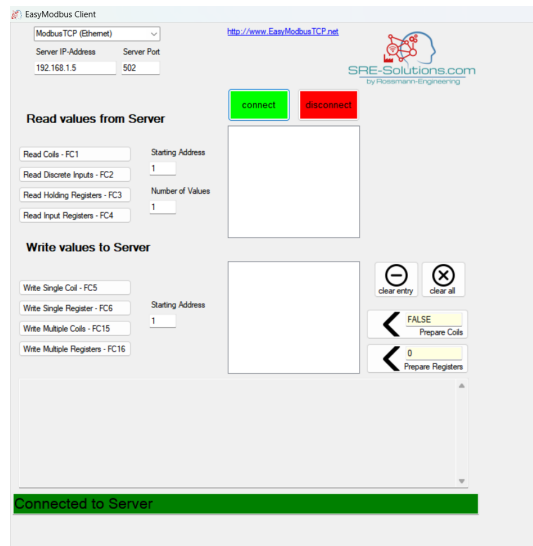 EasyModbus Client
ModbusTCP (Ethernet)
http://www.EasyModbusTCP.net
Server IP-Address
Server Port
192.168.1.5
502
SRE-Solutions.com
by Rossmann-Engineering
connect
disconnect
Read values from Server
Read Coils - FC1
Starting Address
1
Read Discrete Inputs - FC2
Read Holding Registers - FC3
Number of Values
1
Read Input Registers - FC4
Write values to Server
clear entry
clear all
Write Single Coil - FC5
Write Single Register - FC6
Starting Address
1
Write Multiple Coils - FC15
Write Multiple Registers - FC16
FALSE
Prepare Coils
0
Prepare Registers
Connected to Server